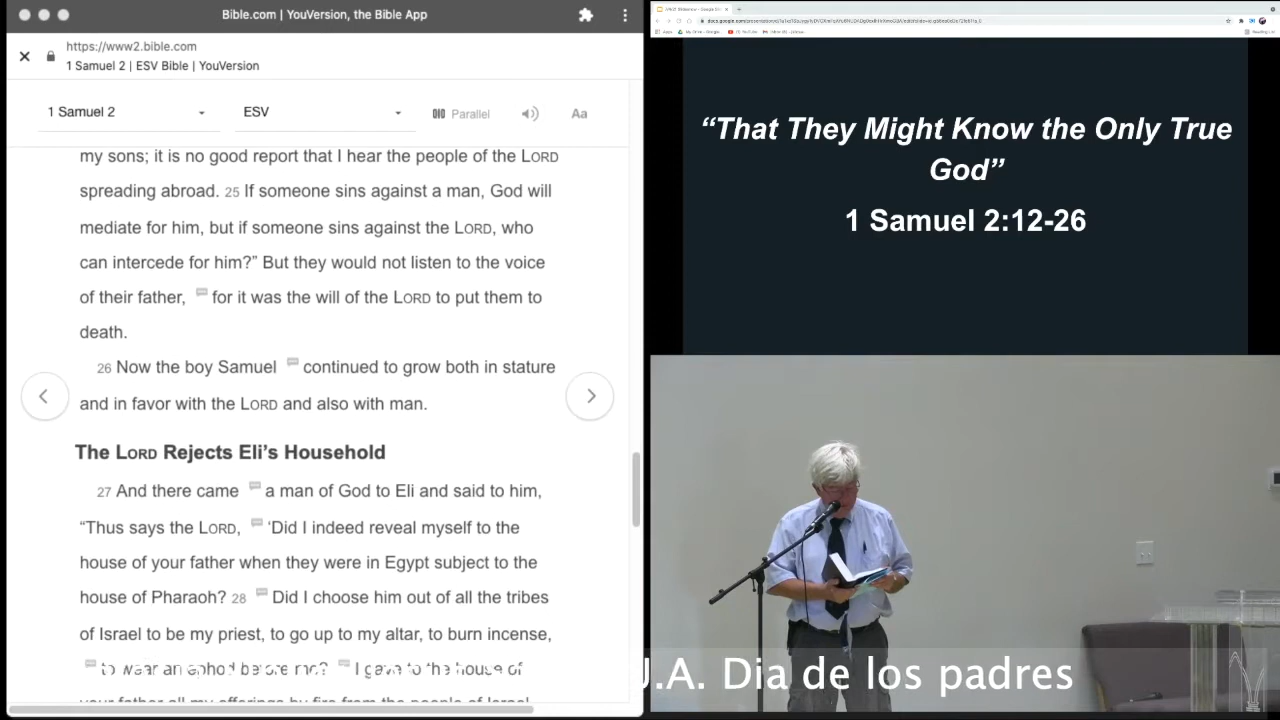 Bible.com | YouVersion, the Bible App
https://www2.bible.com
1 Samuel 2 | ESV Bible | YouVersion
1 Samuel 2
ESV
Parallel
Aa
my sons; it is no good report that I hear the people of the LORD
spreading abroad. 25 If someone sins against a man, God will
mediate for him, but if someone sins against the LORD, who
can intercede for him?” But they would not listen to the voice
of their father, for it was the will of the LORD to put them to
death.
26 Now the boy Samuel continued to grow both in stature
and in favor with the LORD and also with man.
The LORD Rejects Eli’s Household
27 And there came a man of God to Eli and said to him,
“Thus says the LORD, ‘Did I indeed reveal myself to the
house of your father when they were in Egypt subject to the
house of Pharaoh? 28 Did I choose him out of all the tribes
of Israel to be my priest, to go up to my altar, to burn incense,
“That They Might Know the Only True
God”
1 Samuel 2:12-26
J.A. Dia de los padres